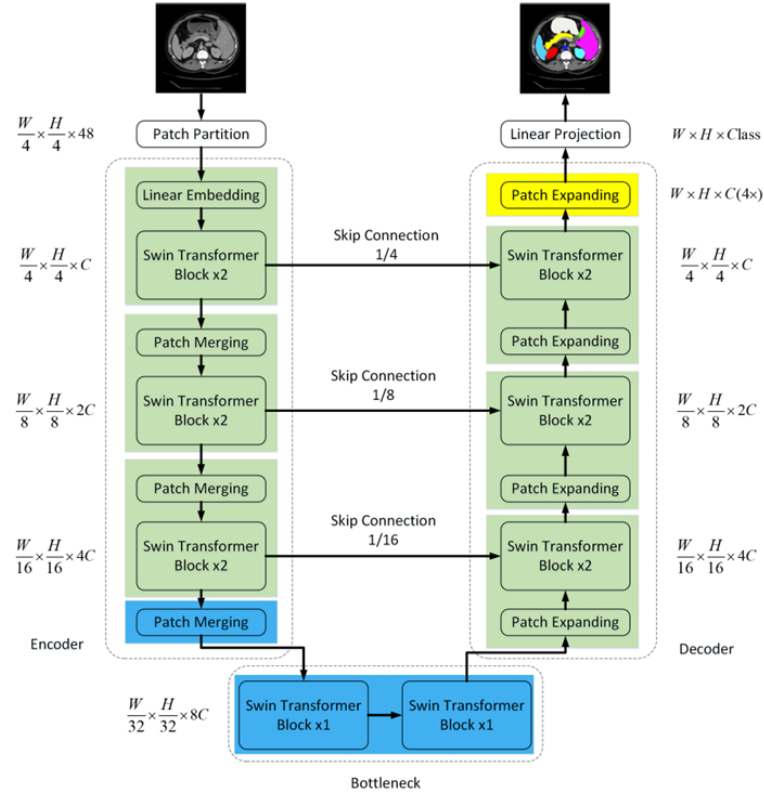 W/4 × H/4 × 48
Patch Partition
Linear Projection
W × H × Class
Linear Embedding
Patch Expanding
W × H × C(4×)
W/4 × H/4 × C
Swin Transformer
Block x2
Skip Connection
1/4
Swin Transformer
Block x2
W/4 × H/4 × C
Patch Merging
Patch Expanding
W/8 × H/8 × 2C
Swin Transformer
Block x2
Skip Connection
1/8
Swin Transformer
Block x2
W/8 × H/8 × 2C
Patch Merging
Patch Expanding
W/16 × H/16 × 4C
Swin Transformer
Block x2
Skip Connection
1/16
Swin Transformer
Block x2
W/16 × H/16 × 4C
Patch Merging
Patch Expanding
Encoder
Decoder
W/32 × H/32 × 8C
Swin Transformer
Block x1
Swin Transformer
Block x1
Bottleneck